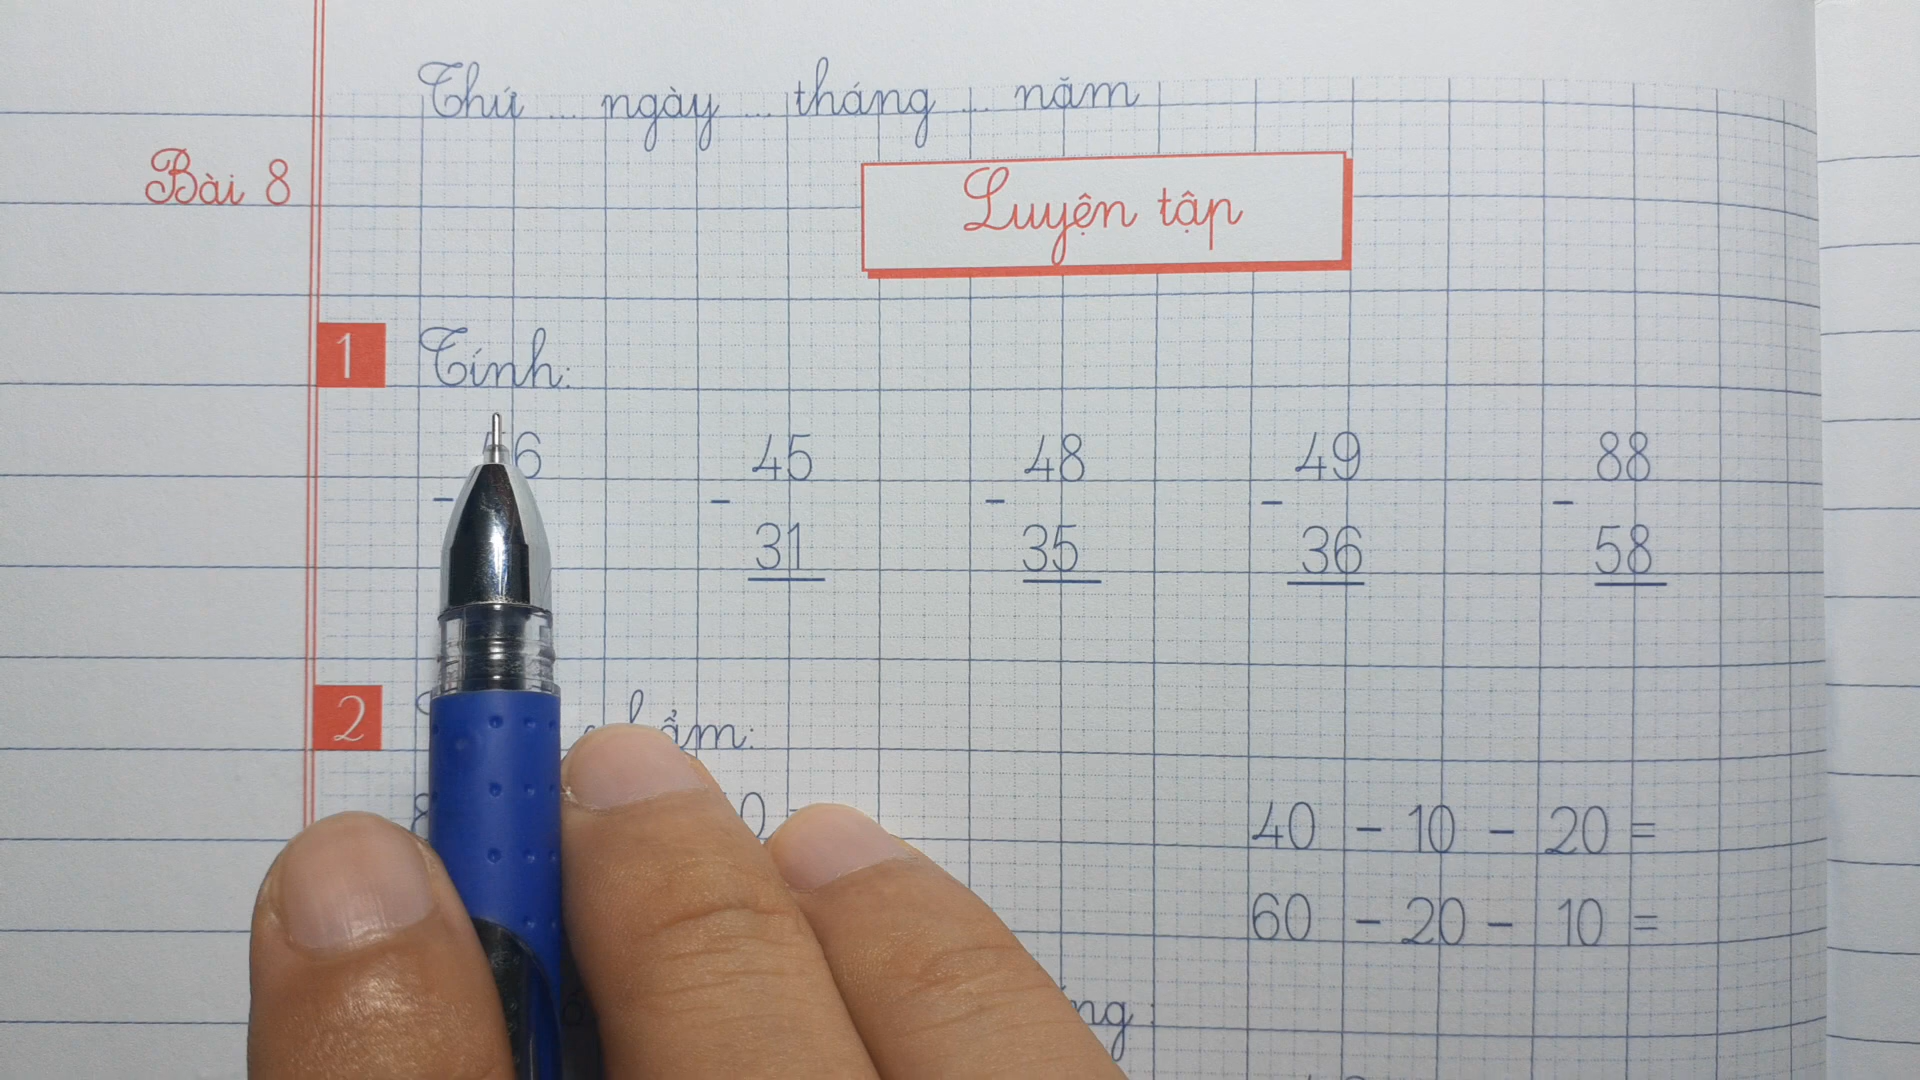 Thứ ... ngày ... tháng ... năm
Bài 8
Luyện tập
1 Tính:
45 48 49 88
- - - - -
31 35 36 58
2
40 - 10 - 20 =
60 - 20 - 10 =